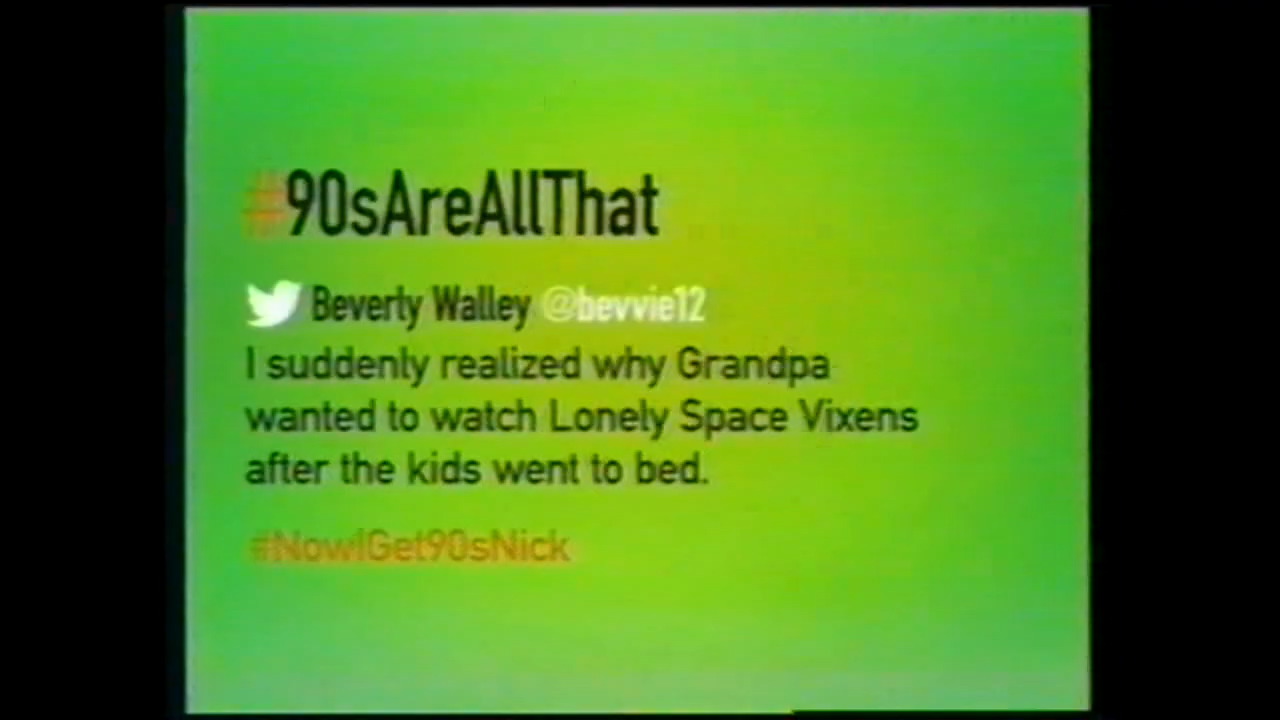 #90sAreAllThat
Beverly Walley @bevvie12
I suddenly realized why Grandpa
wanted to watch Lonely Space Vixens
after the kids went to bed.
#NowIGet90sNick